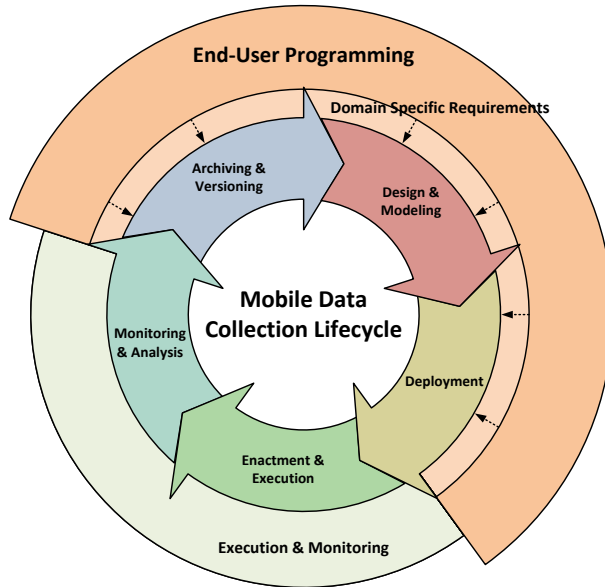 End-User Programming
Domain Specific Requirements
Archiving &
Versioning
Design &
Modeling
Mobile Data
Collection Lifecycle
Monitoring
& Analysis
Deployment
Enactment &
Execution
Execution & Monitoring